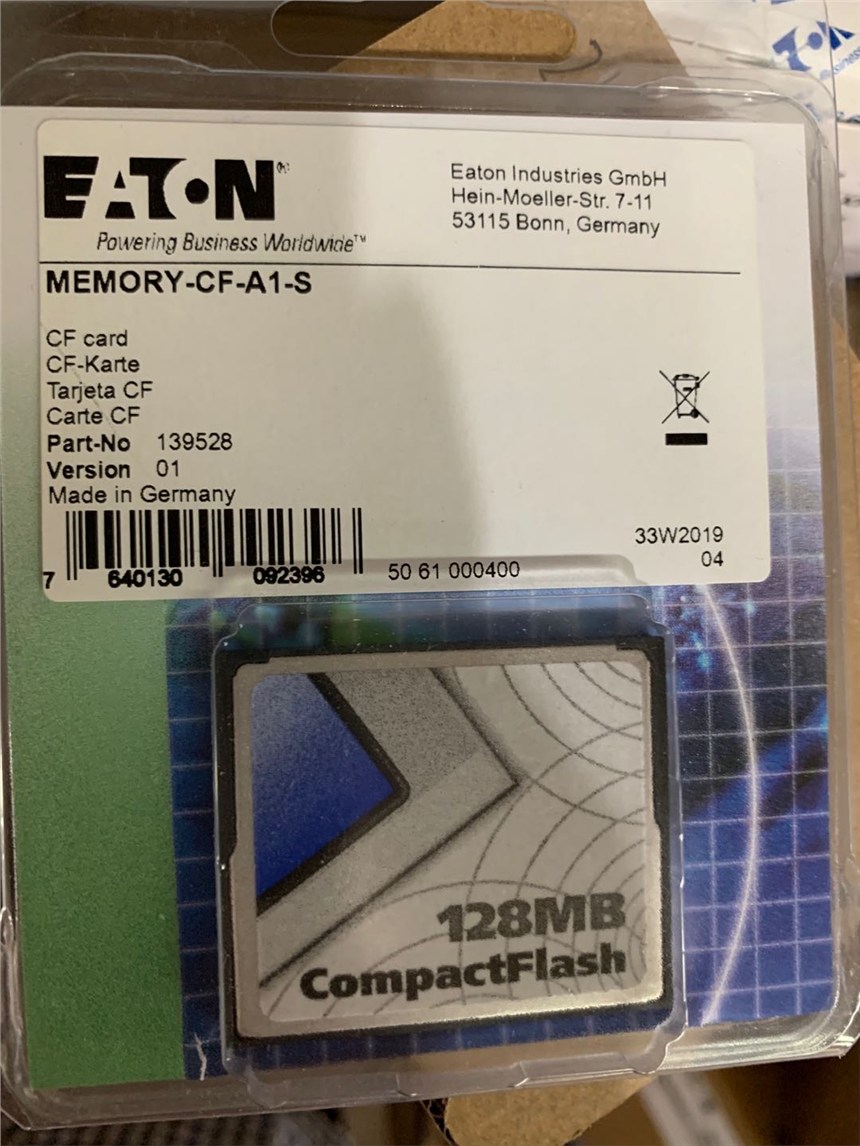 EATON®
Powering Business Worldwide™
Eaton Industries GmbH
Hein-Moeller-Str. 7-11
53115 Bonn, Germany
MEMORY-CF-A1-S
CF card
CF-Karte
Tarjeta CF
Carte CF
Part-No 139528
Version 01
Made in Germany
7 640130 092396
50 61 000400
33W2019
04
128MB
CompactFlash